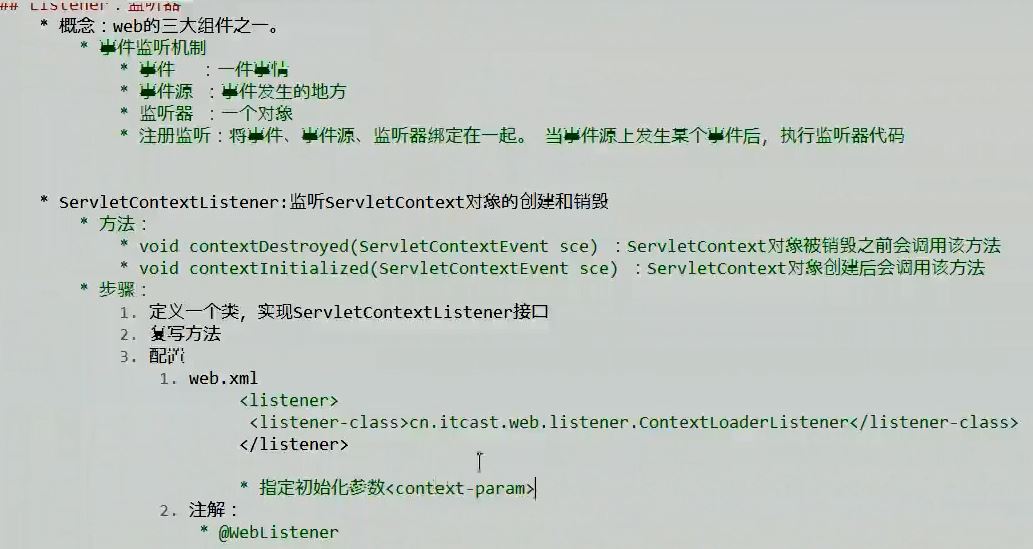 ## Listener：监听器
* 概念：web的三大组件之一。
* 事件监听机制
* 事件 ：一件事情
* 事件源 ：事件发生的地方
* 监听器 ：一个对象
* 注册监听：将事件、事件源、监听器绑定在一起。 当事件源上发生某个事件后，执行监听器代码
* ServletContextListener:监听ServletContext对象的创建和销毁
* 方法：
* void contextDestroyed(ServletContextEvent sce) ：ServletContext对象被销毁之前会调用该方法
* void contextInitialized(ServletContextEvent sce) ：ServletContext对象创建后会调用该方法
* 步骤：
1. 定义一个类，实现ServletContextListener接口
2. 复写方法
3. 配置
1. web.xml
<listener>
<listener-class>cn.itcast.web.listener.ContextLoaderListener</listener-class>
</listener>
* 指定初始化参数<context-param>
2. 注解：
* @WebListener